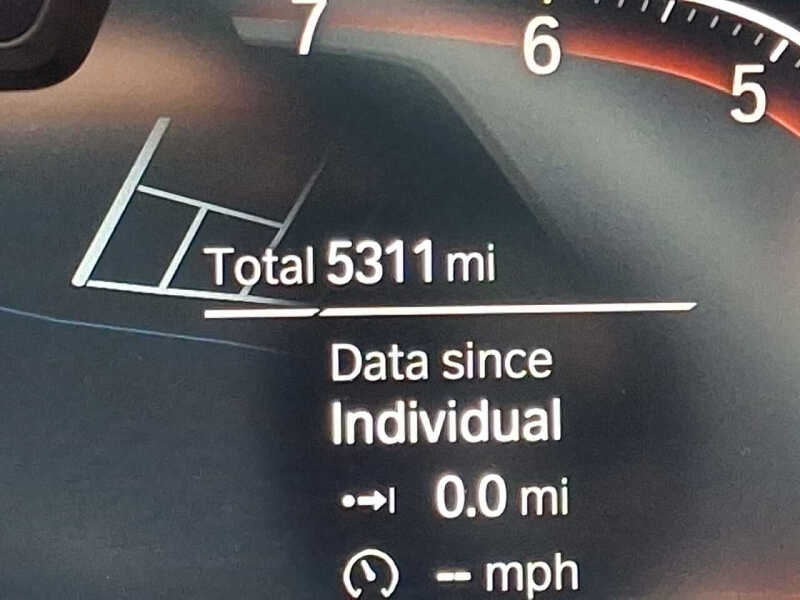 7
6
5
Total 5311 mi
Data since
Individual
0.0 mi
-- mph